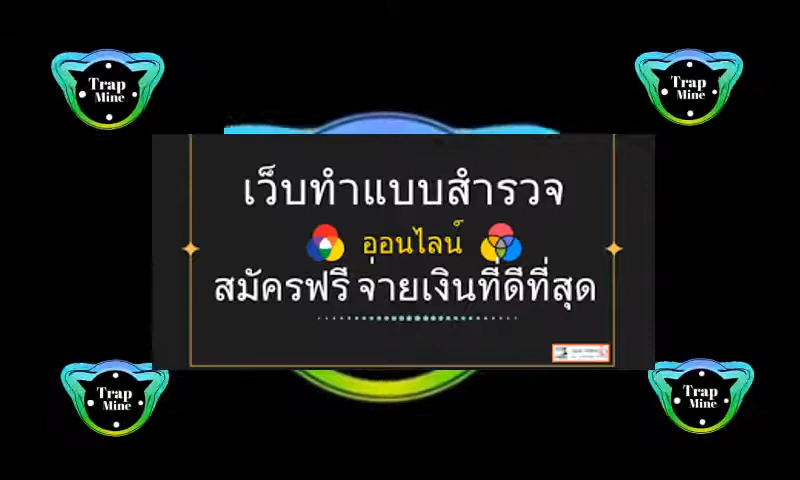 Trap
Mine
Trap
Mine
เว็บทำแบบสำรวจ
ออนไลน์
สมัครฟรี จ่ายเงินที่ดีที่สุด
Trap
Mine
Trap
Mine